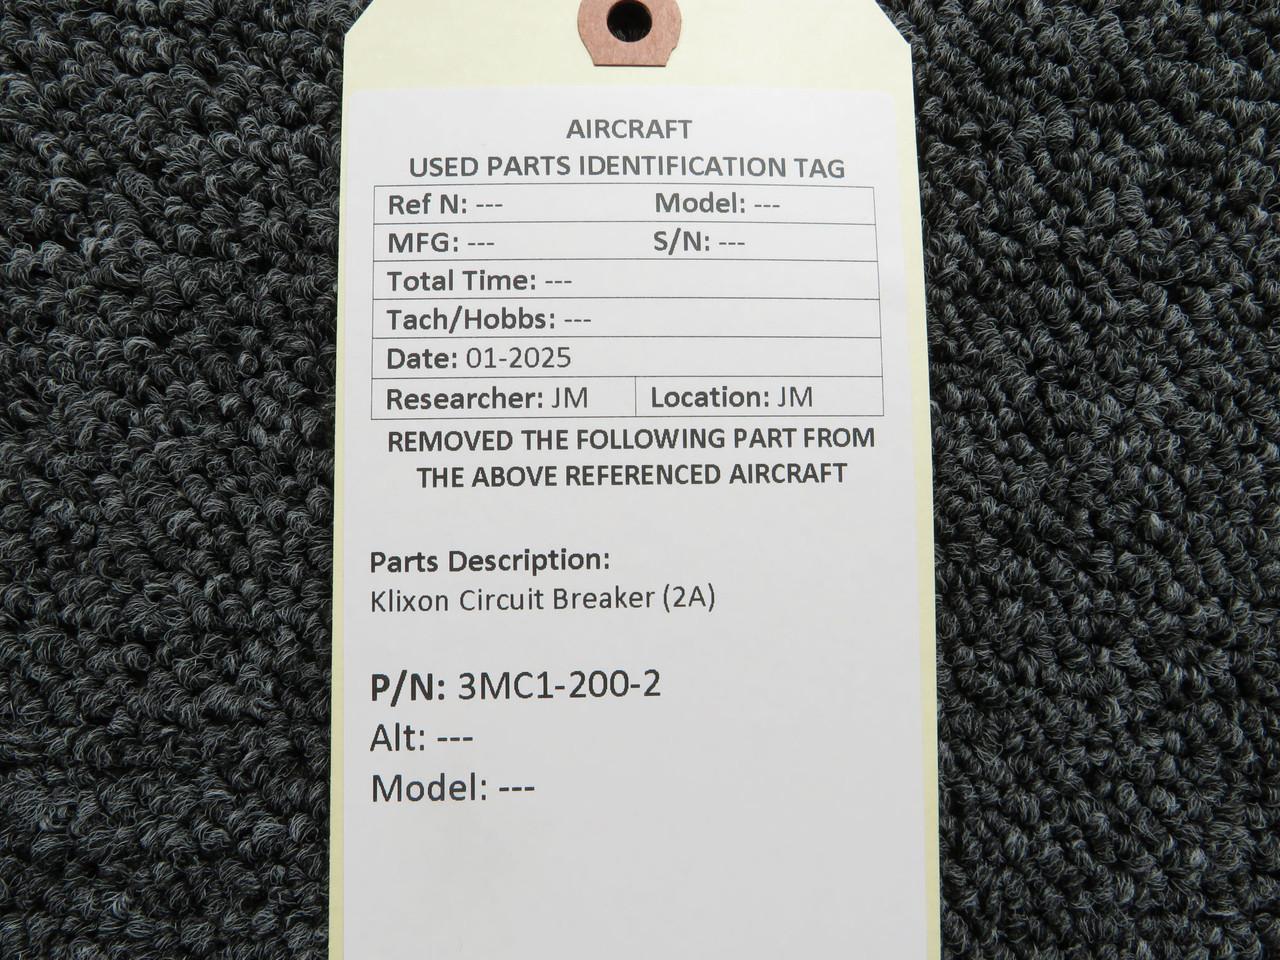 AIRCRAFT
USED PARTS IDENTIFICATION TAG
Ref N: --- Model: ---
MFG: --- S/N: ---
Total Time: ---
Tach/Hobbs: ---
Date: 01-2025
Researcher: JM Location: JM
REMOVED THE FOLLOWING PART FROM
THE ABOVE REFERENCED AIRCRAFT
Parts Description:
Klixon Circuit Breaker (2A)
P/N: 3MC1-200-2
Alt: ---
Model: ---